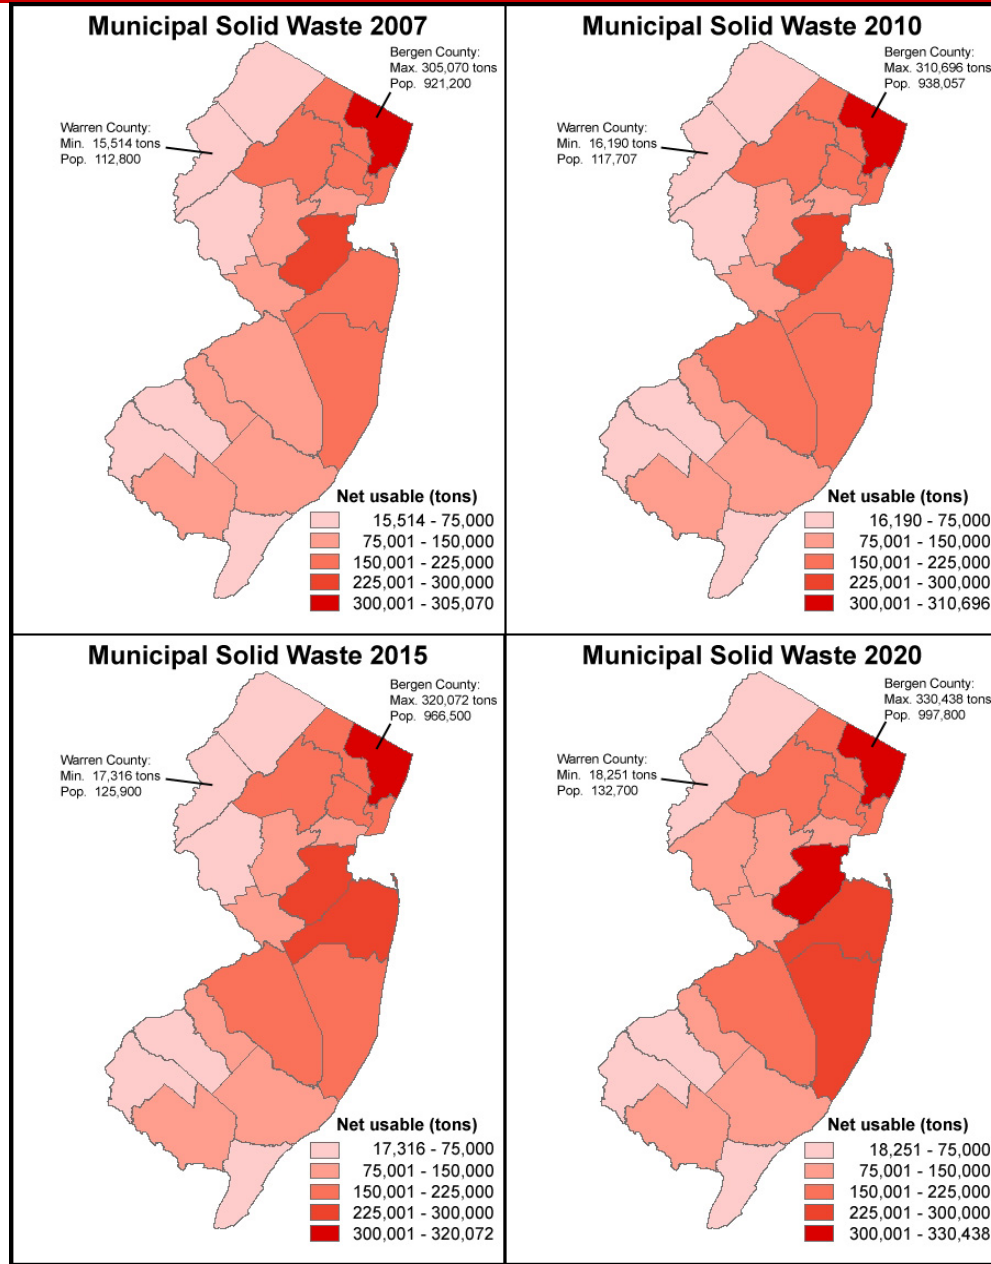 Municipal Solid Waste 2007
Bergen County:
Max. 305,070 tons
Pop. 921,200
Warren County:
Min. 15,514 tons
Pop. 112,800
Net usable (tons)
15,514 - 75,000
75,001 - 150,000
150,001 - 225,000
225,001 - 300,000
300,001 - 305,070
Municipal Solid Waste 2010
Bergen County:
Max. 310,696 tons
Pop. 938,057
Warren County:
Min. 16,190 tons
Pop. 117,707
Net usable (tons)
16,190 - 75,000
75,001 - 150,000
150,001 - 225,000
225,001 - 300,000
300,001 - 310,696
Municipal Solid Waste 2015
Bergen County:
Max. 320,072 tons
Pop. 966,500
Warren County:
Min. 17,316 tons
Pop. 125,900
Net usable (tons)
17,316 - 75,000
75,001 - 150,000
150,001 - 225,000
225,001 - 300,000
300,001 - 320,072
Municipal Solid Waste 2020
Bergen County:
Max. 330,438 tons
Pop. 997,800
Warren County:
Min. 18,251 tons
Pop. 132,700
Net usable (tons)
18,251 - 75,000
75,001 - 150,000
150,001 - 225,000
225,001 - 300,000
300,001 - 330,438